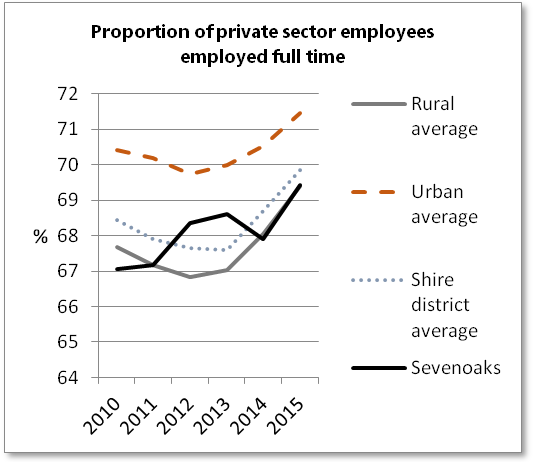 Proportion of private sector employees
employed full time
72
71
70
69
68
67
66
65
64
%
2010
2011
2012
2013
2014
2015
Rural
average
Urban
average
Shire
district
average
Sevenoaks